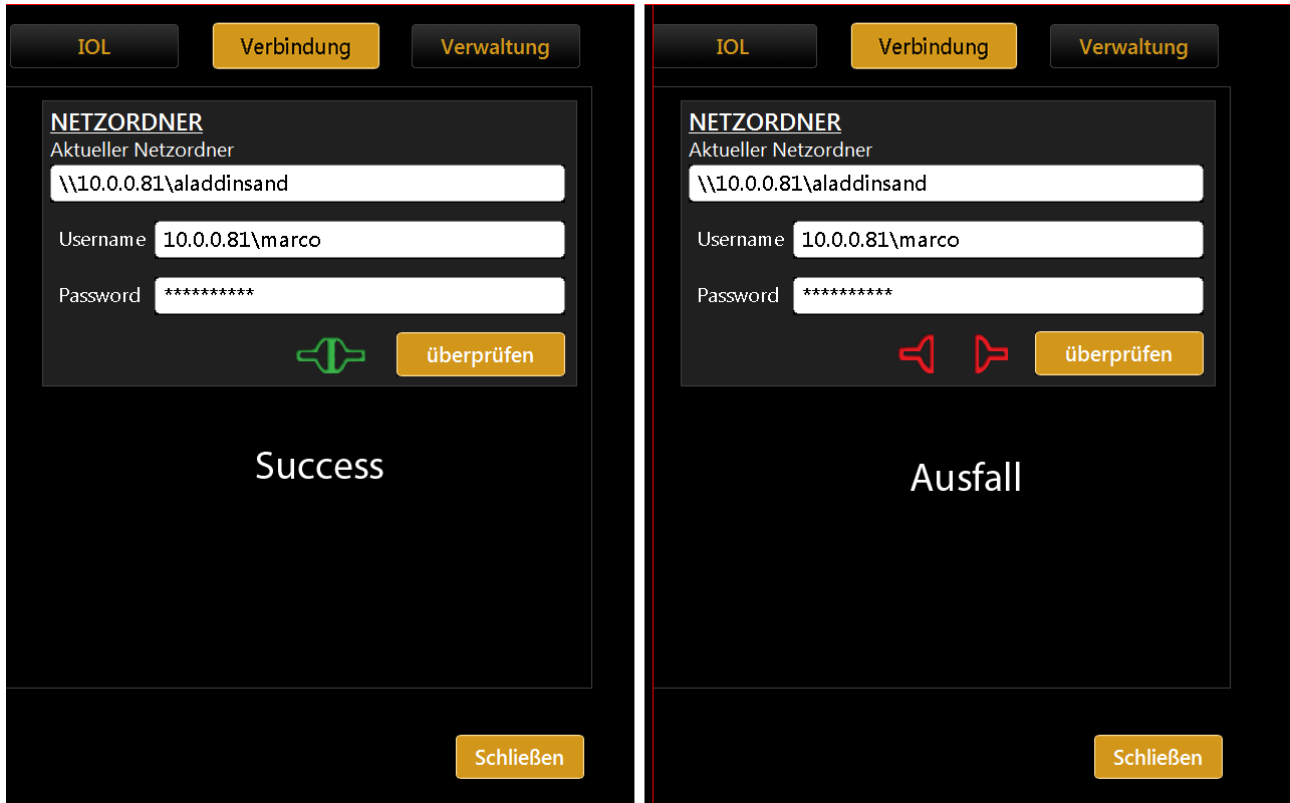 IOL
Verbindung
Verwaltung
NETZORDNER
Aktueller Netzordner
\\10.0.0.81\aladdinsand
Username 10.0.0.81\marco
Password **********
überprüfen
Success
Schließen
IOL
Verbindung
Verwaltung
NETZORDNER
Aktueller Netzordner
\\10.0.0.81\aladdinsand
Username 10.0.0.81\marco
Password **********
überprüfen
Ausfall
Schließen